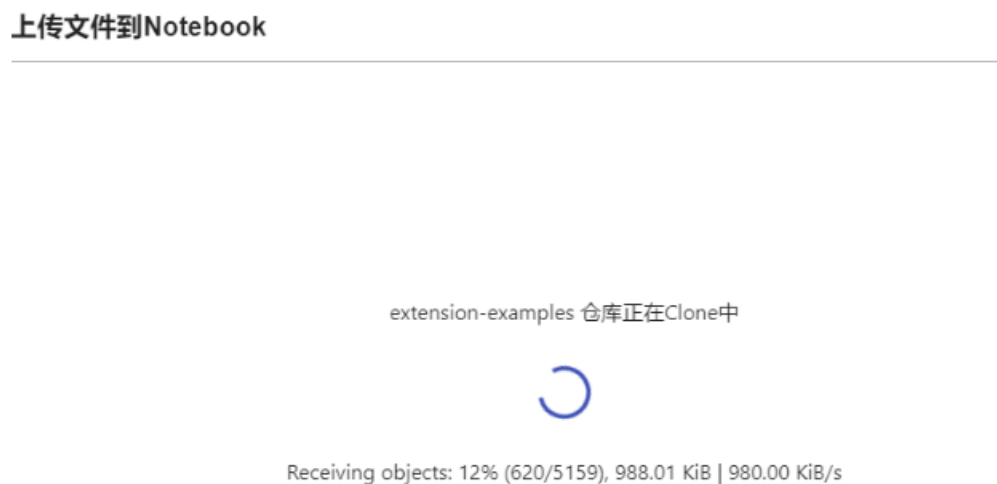 上传文件到Notebook
extension-examples 仓库正在Clone中
Receiving objects: 12% (620/5159), 988.01 KiB | 980.00 KiB/s